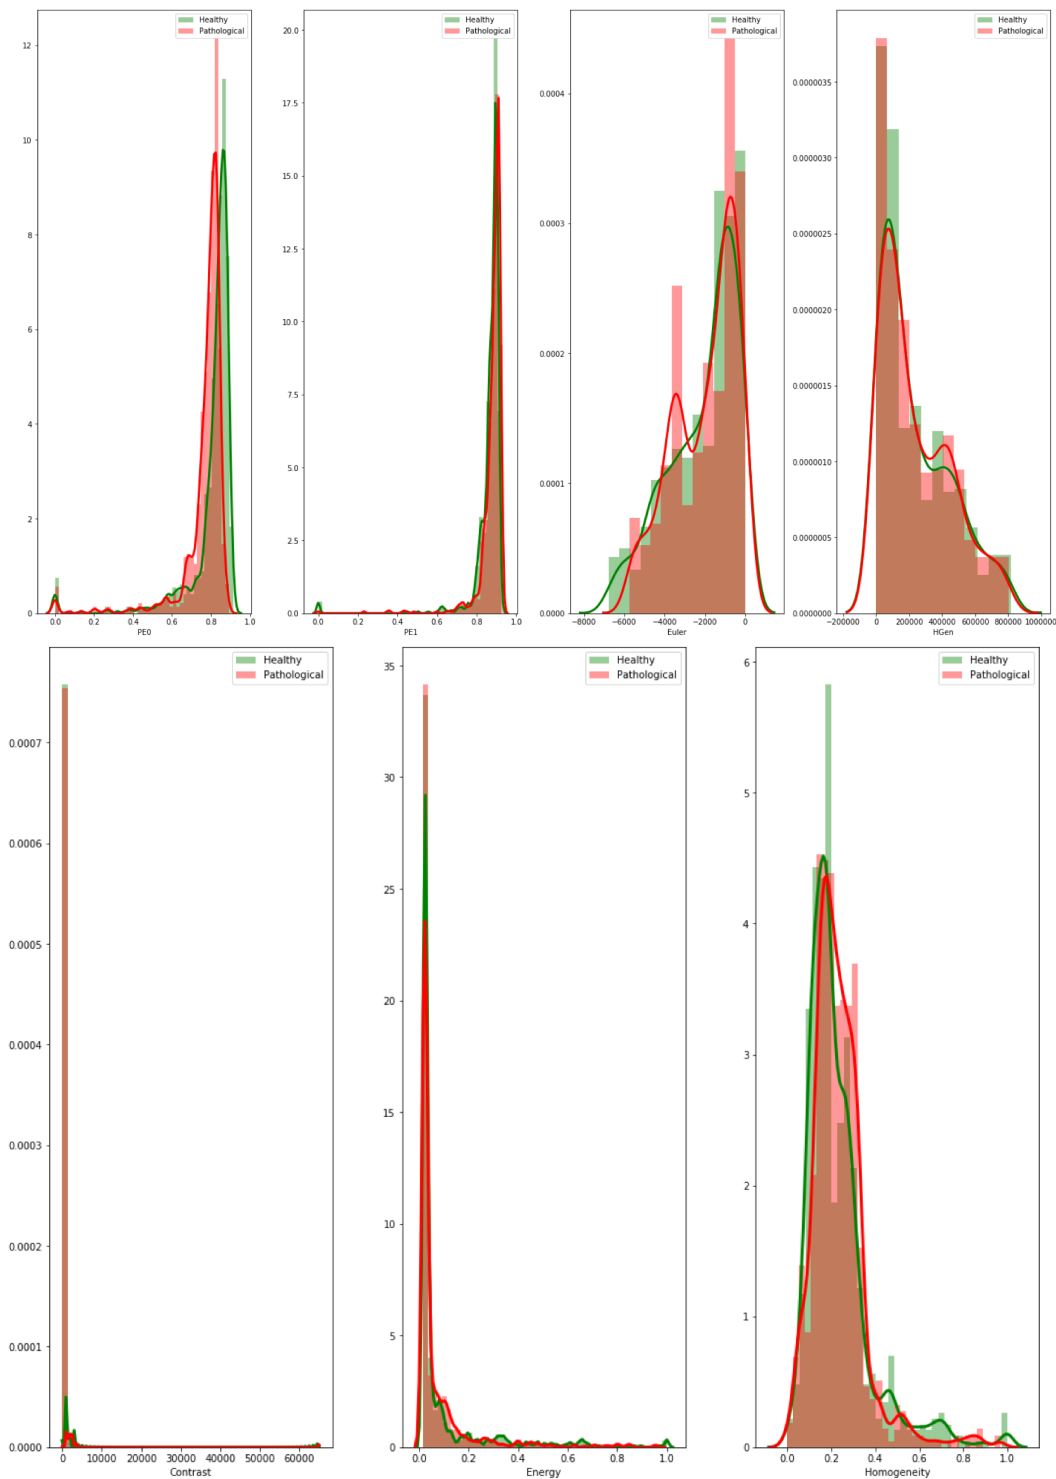 Healthy
Pathological
12
10
8
6
4
2
0
0.0 0.2 0.4 0.6 0.8 1.0
PE0
Healthy
Pathological
20.0
17.5
15.0
12.5
10.0
7.5
5.0
2.5
0.0
0.0 0.2 0.4 0.6 0.8 1.0
PE1
Healthy
Pathological
0.0004
0.0003
0.0002
0.0001
0.0000
−8000 −6000 −4000 −2000 0
Euler
Healthy
Pathological
0.0000035
0.0000030
0.0000025
0.0000020
0.0000015
0.0000010
0.0000005
0.0000000
−200000 0 200000 400000 600000 800000 1000000
HGen
Healthy
Pathological
0.0007
0.0006
0.0005
0.0004
0.0003
0.0002
0.0001
0.0000
0 10000 20000 30000 40000 50000 60000
Contrast
Healthy
Pathological
35
30
25
20
15
10
5
0
0.0 0.2 0.4 0.6 0.8 1.0
Energy
Healthy
Pathological
6
5
4
3
2
1
0
0.0 0.2 0.4 0.6 0.8 1.0
Homogeneity